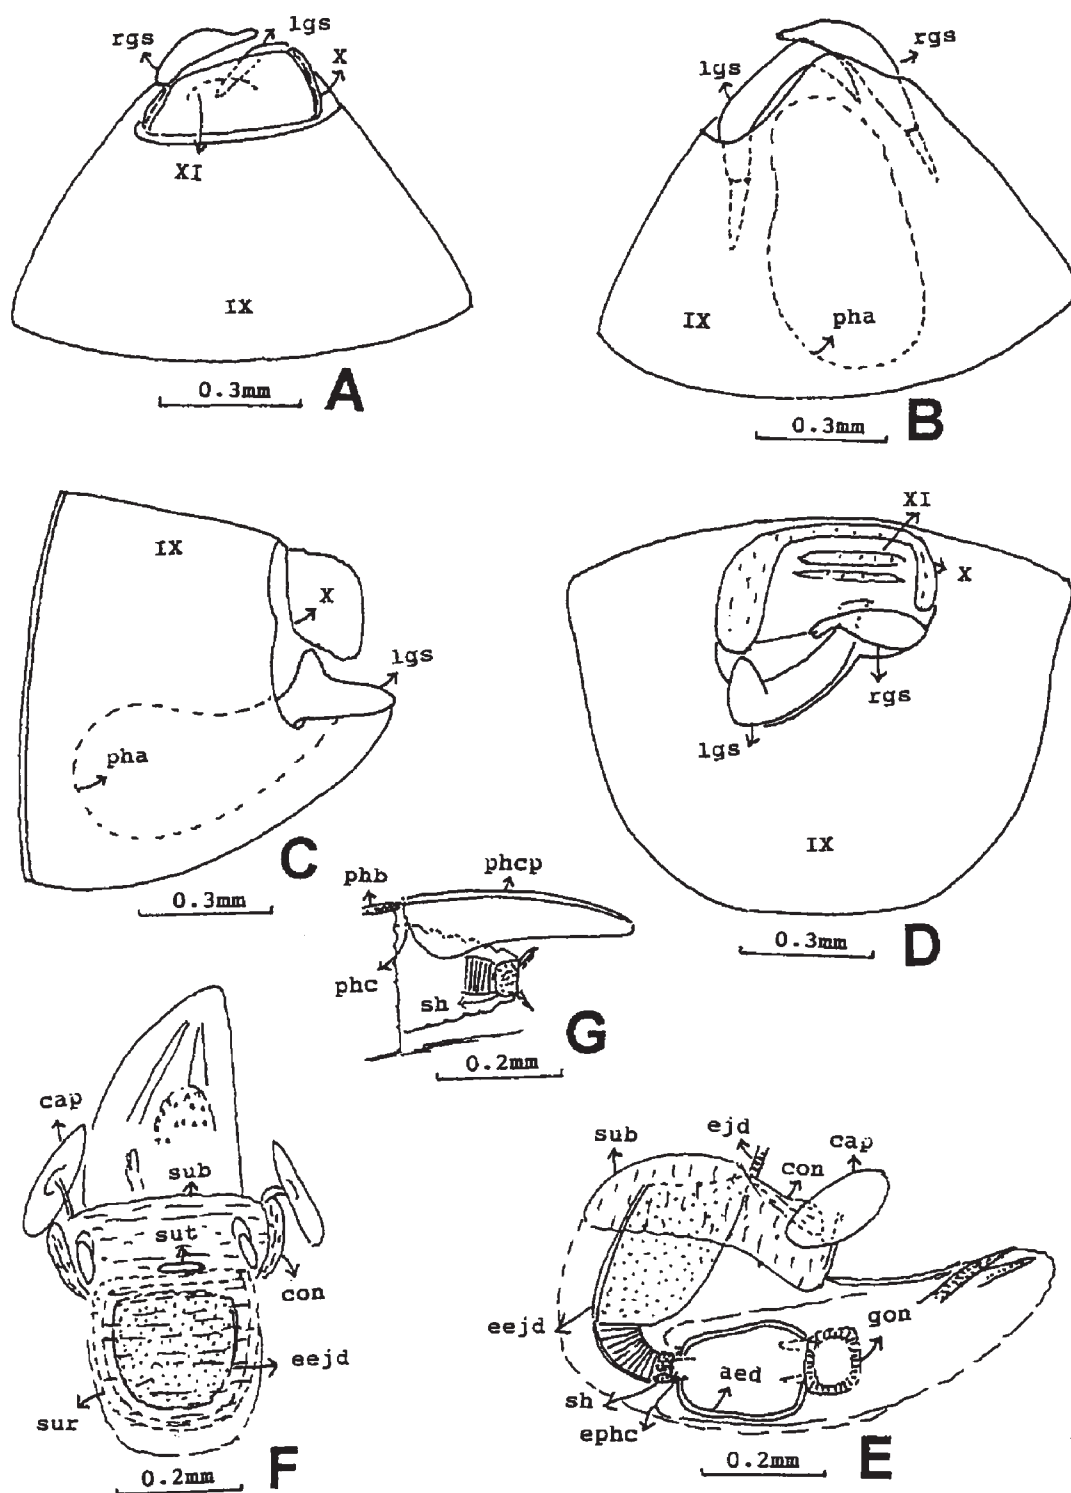 rgs
lgs
X
XI
IX
0.3mm
A
rgs
lgs
IX
pha
0.3mm
B
IX
X
lgs
pha
0.3mm
C
XI
X
rgs
lgs
IX
0.3mm
D
phb
phcp
phc
sh
0.2mm
G
cap
sub
sut
con
eejd
sur
0.2mm
F
sub
ejd
con
cap
eejd
gon
aed
sh
ephc
0.2mm
E